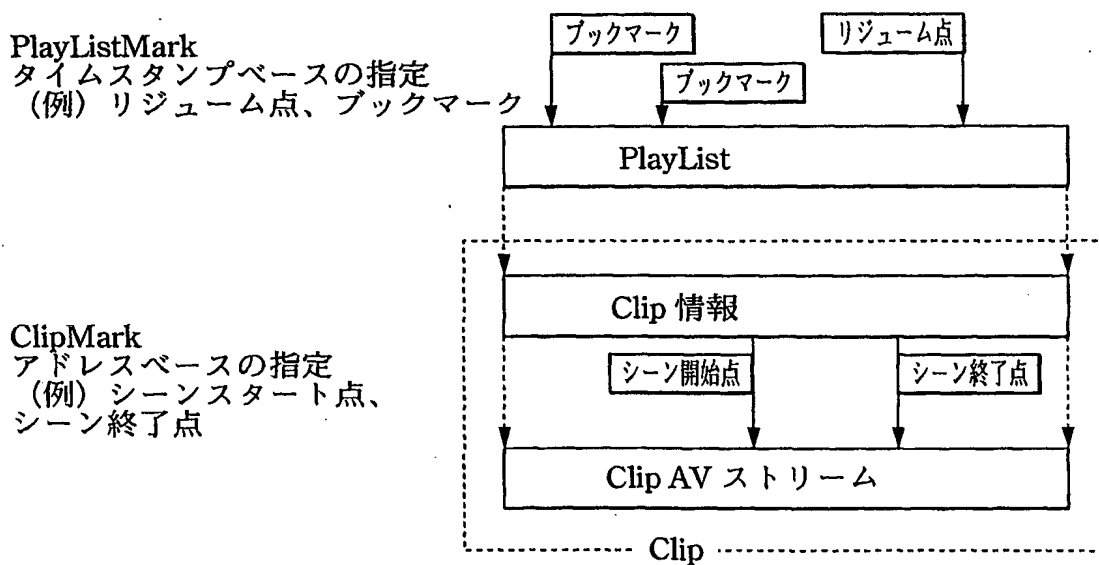 PlayListMark
タイムスタンプベースの指定
（例）リジューム点、ブックマーク
ブックマーク
リジューム点
ブックマーク
PlayList
ClipMark
アドレスベースの指定
（例）シーンスタート点、
シーン終了点
Clip 情報
シーン開始点
シーン終了点
Clip AV ストリーム
Clip